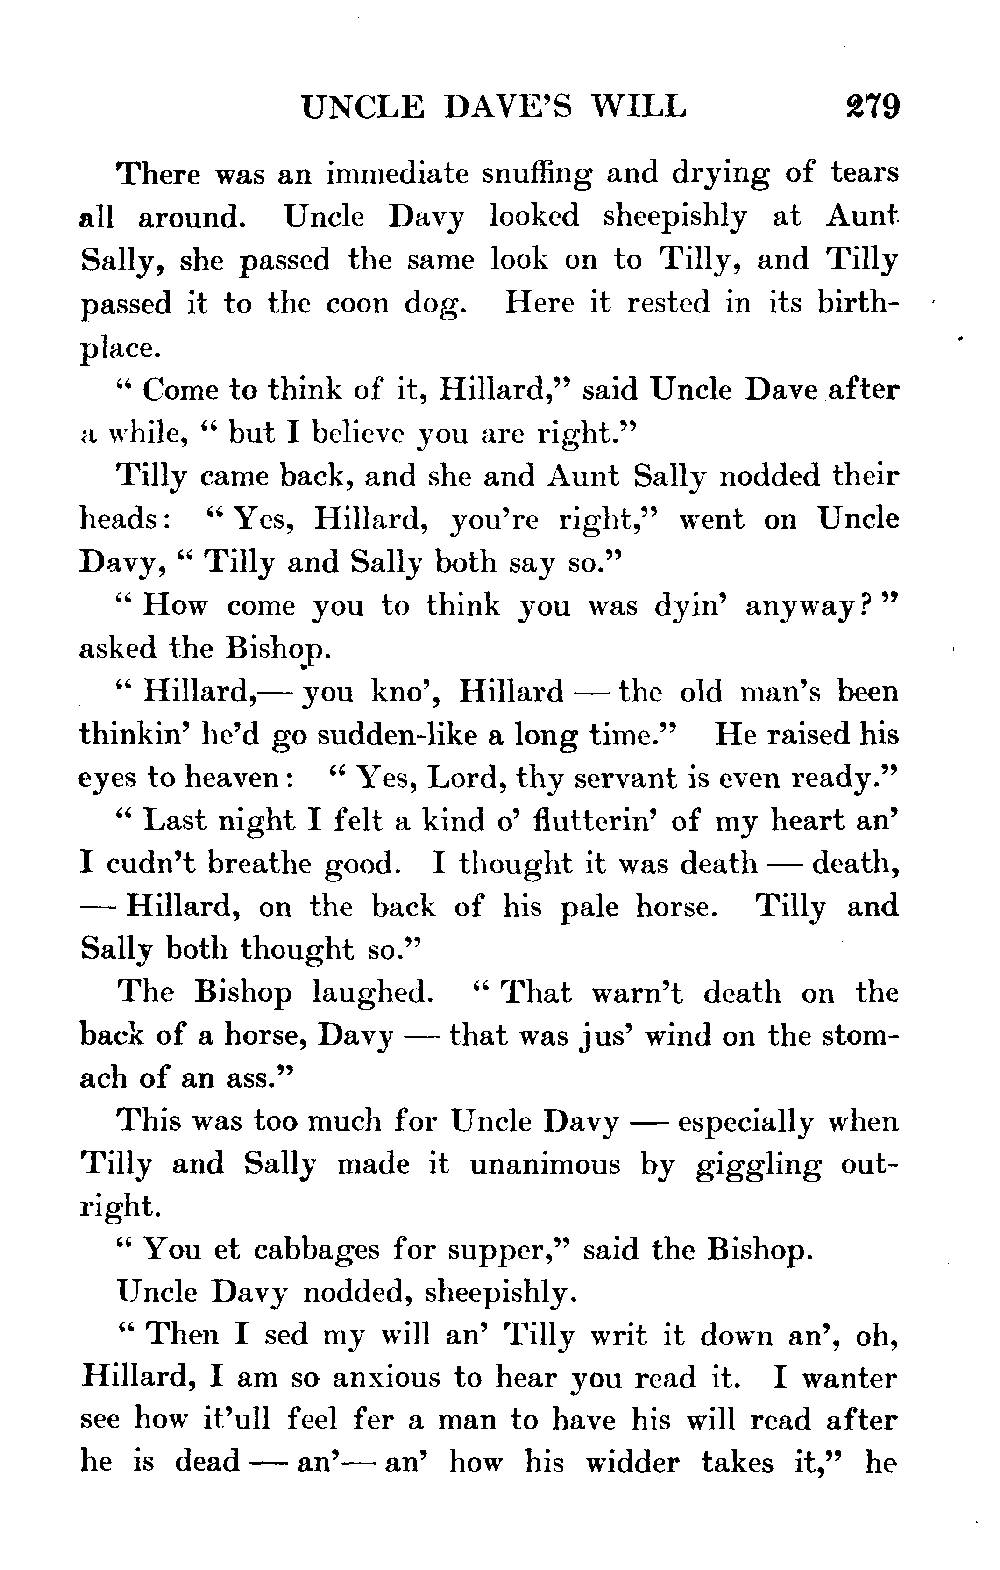 UNCLE DAVE'S WILL 279
There was an immediate snuffing and drying of tears
all around. Uncle Davy looked sheepishly at Aunt
Sally, she passed the same look on to Tilly, and Tilly
passed it to the coon dog. Here it rested in its birth-
place.
“ Come to think of it, Hillard,” said Uncle Dave after
a while, “ but I believe you are right.”
Tilly came back, and she and Aunt Sally nodded their
heads: “ Yes, Hillard, you’re right,” went on Uncle
Davy, “ Tilly and Sally both say so.”
“ How come you to think you was dyin’ anyway? ”
asked the Bishop.
“ Hillard,— you kno’, Hillard — the old man’s been
thinkin’ he’d go sudden-like a long time.” He raised his
eyes to heaven: “ Yes, Lord, thy servant is even ready.”
“ Last night I felt a kind o’ flutterin’ of my heart an’
I cudn’t breathe good. I thought it was death — death,
— Hillard, on the back of his pale horse. Tilly and
Sally both thought so.”
The Bishop laughed. “ That warn’t death on the
back of a horse, Davy — that was jus’ wind on the stom-
ach of an ass.”
This was too much for Uncle Davy — especially when
Tilly and Sally made it unanimous by giggling out-
right.
“ You et cabbages for supper,” said the Bishop.
Uncle Davy nodded, sheepishly.
“ Then I sed my will an’ Tilly writ it down an’, oh,
Hillard, I am so anxious to hear you read it. I wanter
see how it’ull feel fer a man to have his will read after
he is dead — an’— an’ how his widder takes it,” he